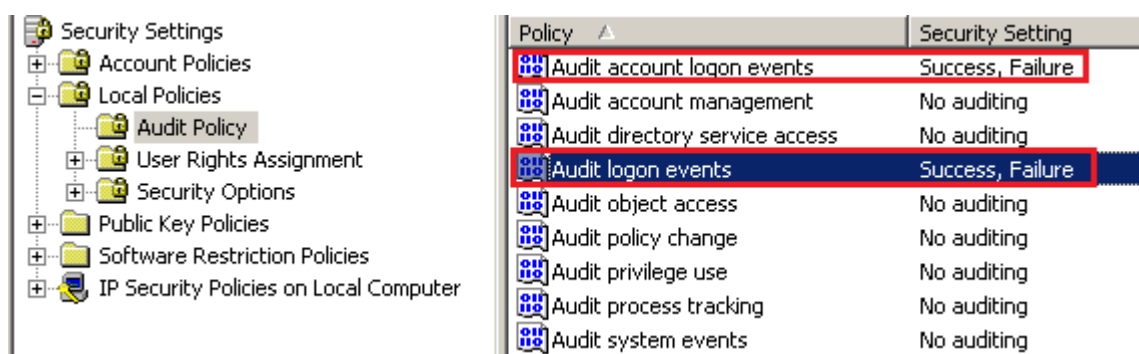 Security Settings
Account Policies
Local Policies
Audit Policy
User Rights Assignment
Security Options
Public Key Policies
Software Restriction Policies
IP Security Policies on Local Computer
Policy Security Setting
Audit account logon events Success, Failure
Audit account management No auditing
Audit directory service access No auditing
Audit logon events Success, Failure
Audit object access No auditing
Audit policy change No auditing
Audit privilege use No auditing
Audit process tracking No auditing
Audit system events No auditing